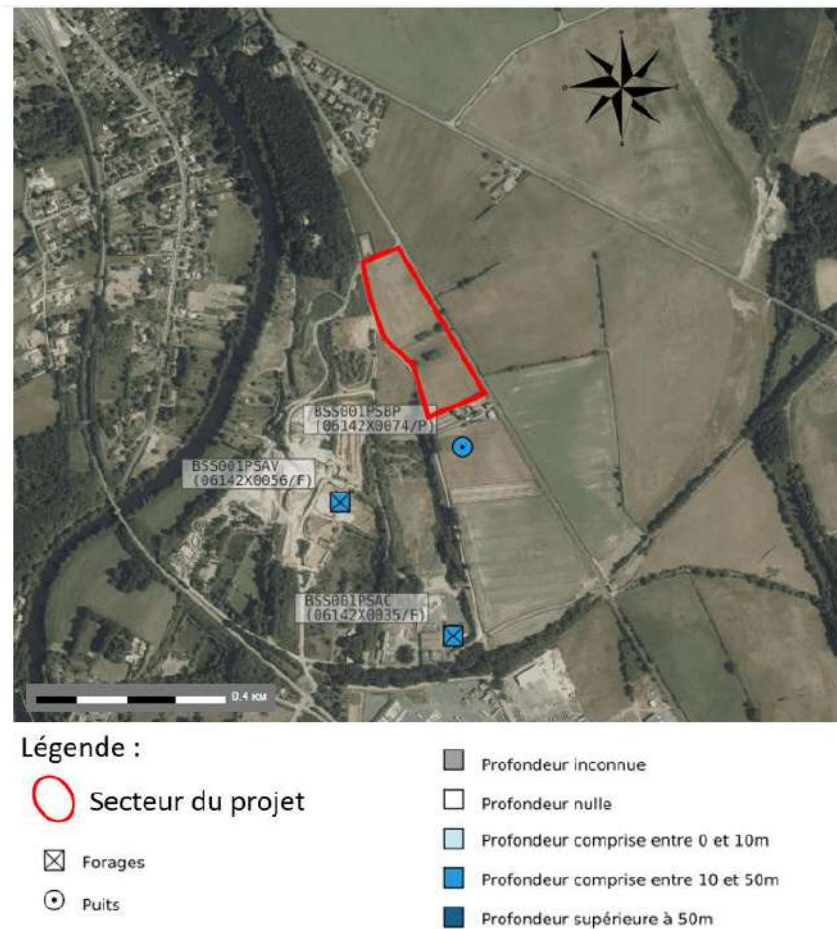 BSS001PSBP
(06142X0074/P)
BSS001PSAV
(06142X0056/F)
BSS001PSAC
(06142X0035/F)
0.4 KM
Légende :
Secteur du projet
Forages
Puits
Profondeur inconnue
Profondeur nulle
Profondeur comprise entre 0 et 10m
Profondeur comprise entre 10 et 50m
Profondeur supérieure à 50m